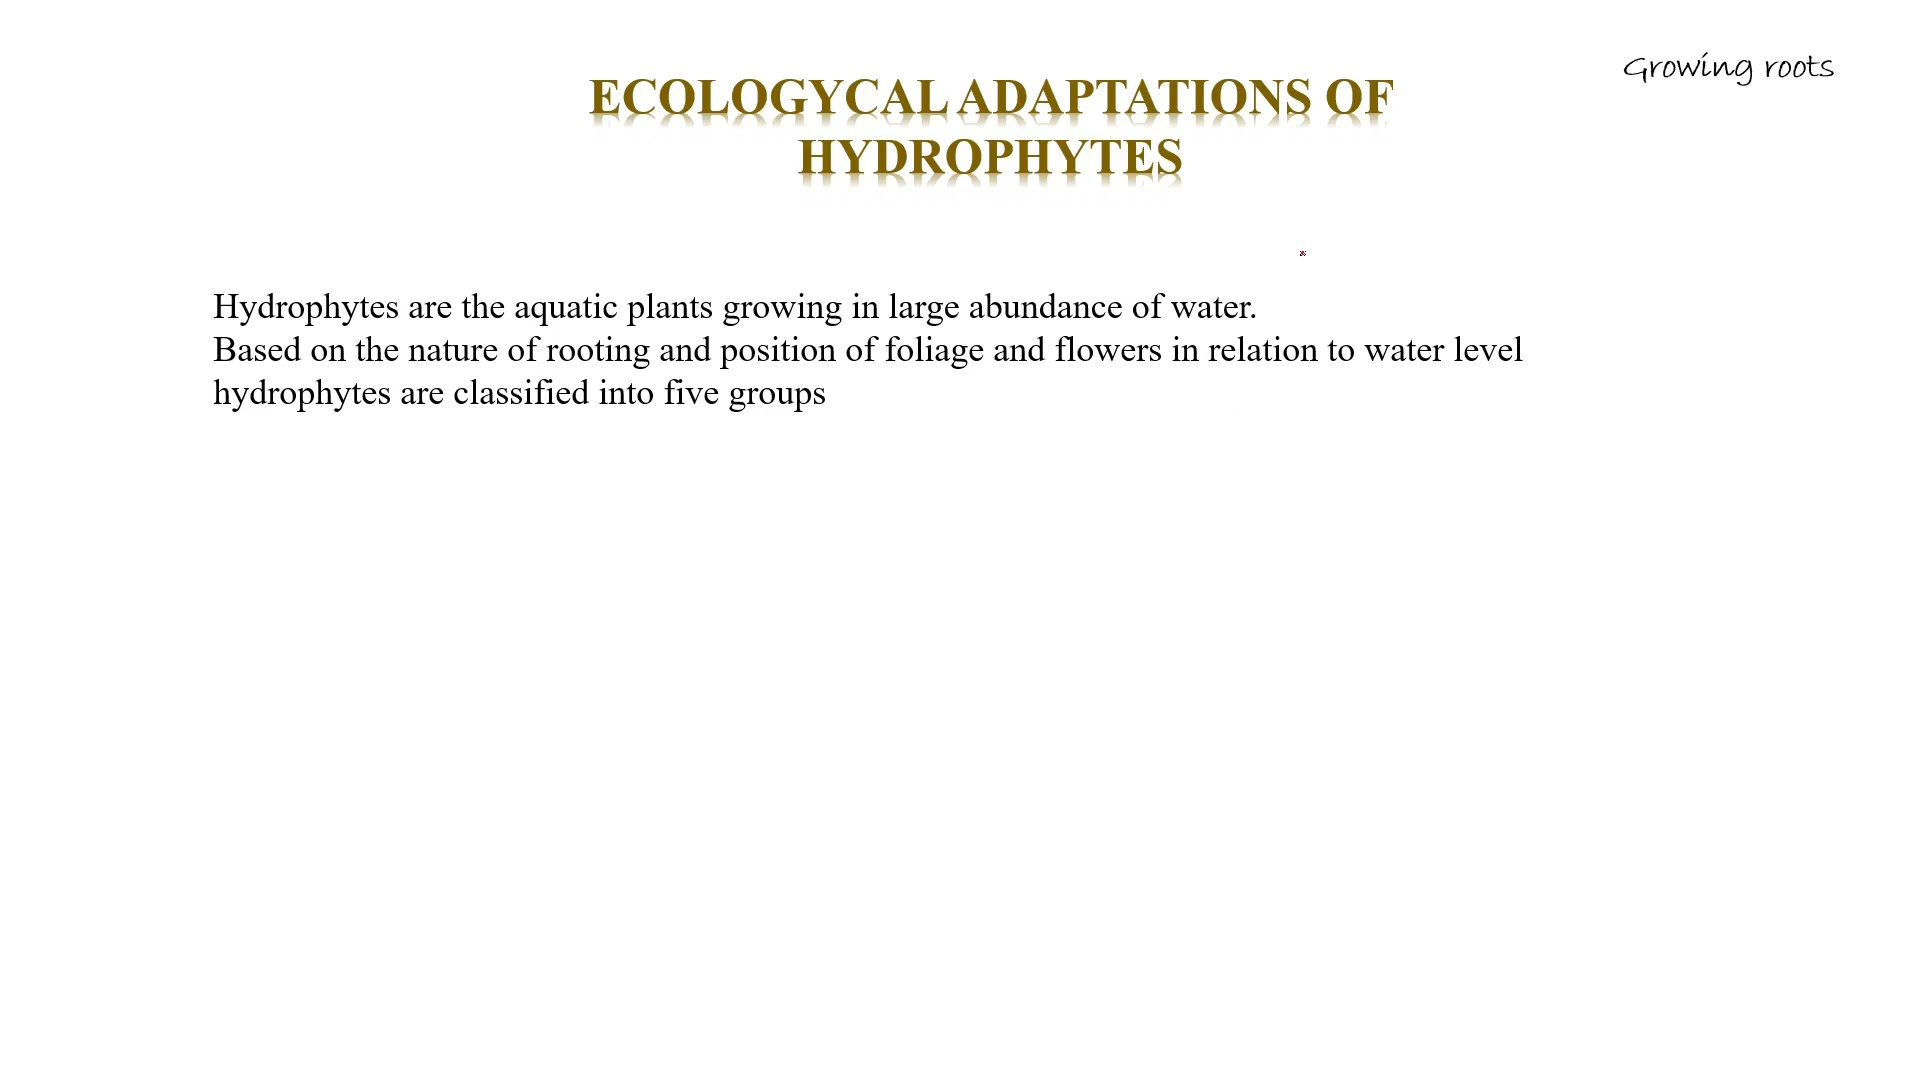 Growing roots
ECOLOGYCAL ADAPTATIONS OF
HYDROPHYTES
Hydrophytes are the aquatic plants growing in large abundance of water.
Based on the nature of rooting and position of foliage and flowers in relation to water level
hydrophytes are classified into five groups